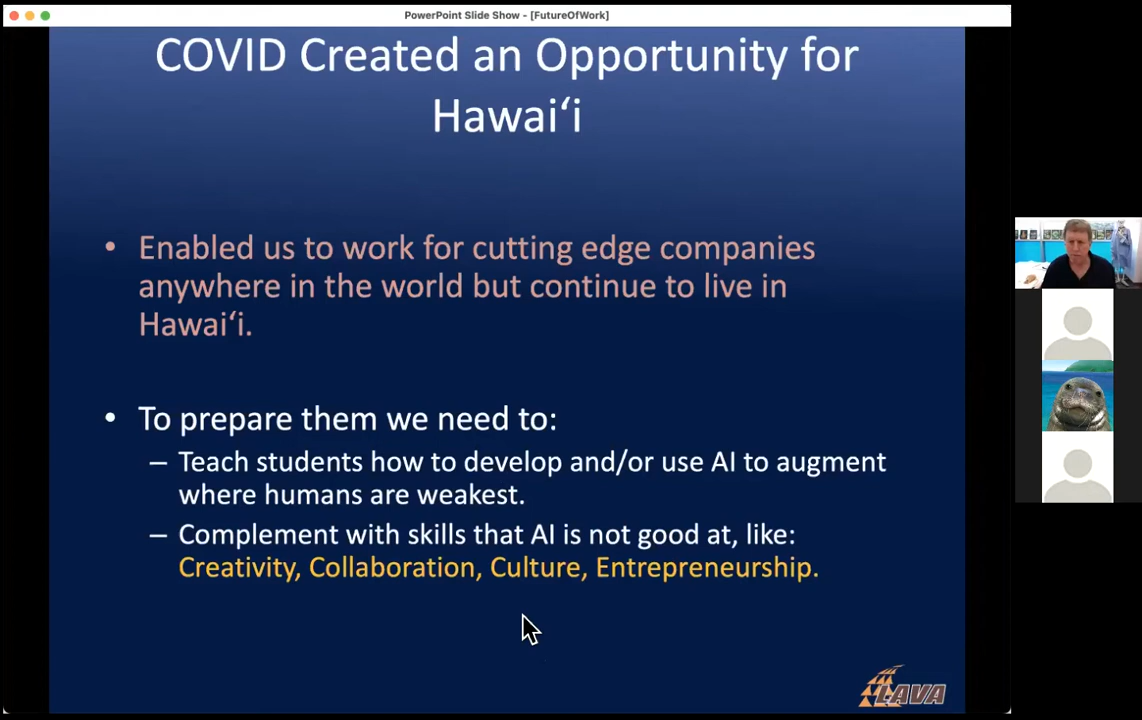 PowerPoint Slide Show - [FutureOfWork]
COVID Created an Opportunity for
Hawaiʻi
• Enabled us to work for cutting edge companies
anywhere in the world but continue to live in
Hawaiʻi.
• To prepare them we need to:
– Teach students how to develop and/or use AI to augment
where humans are weakest.
– Complement with skills that AI is not good at, like:
Creativity, Collaboration, Culture, Entrepreneurship.
LAVA